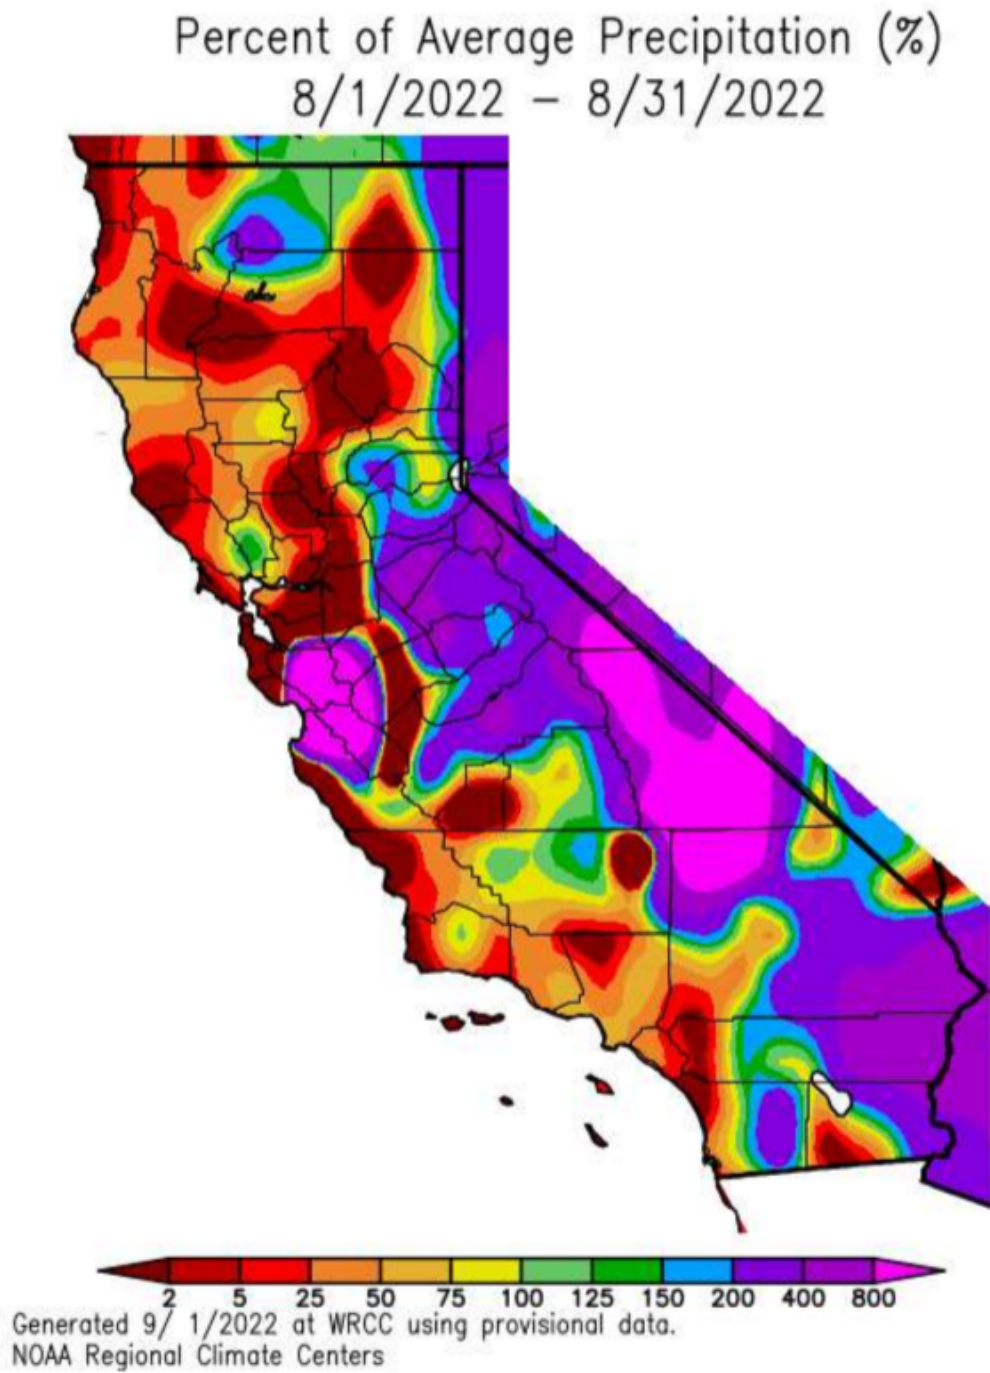 Percent of Average Precipitation (%)
8/1/2022 – 8/31/2022
2 5 25 50 75 100 125 150 200 400 800
Generated 9/ 1/2022 at WRCC using provisional data.
NOAA Regional Climate Centers